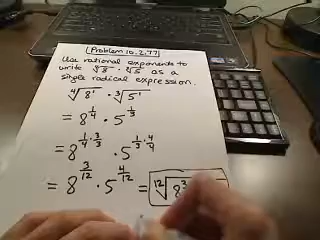 Problem 10.2.77
Use rational exponents to
write ∜8 · ∛5 as a
single radical expression.
∜8¹ · ∛5¹
= 8^(1/4) · 5^(1/3)
= 8^(1/4 · 3/3) · 5^(1/3 · 4/4)
= 8^(3/12) · 5^(4/12) = ¹²√8³